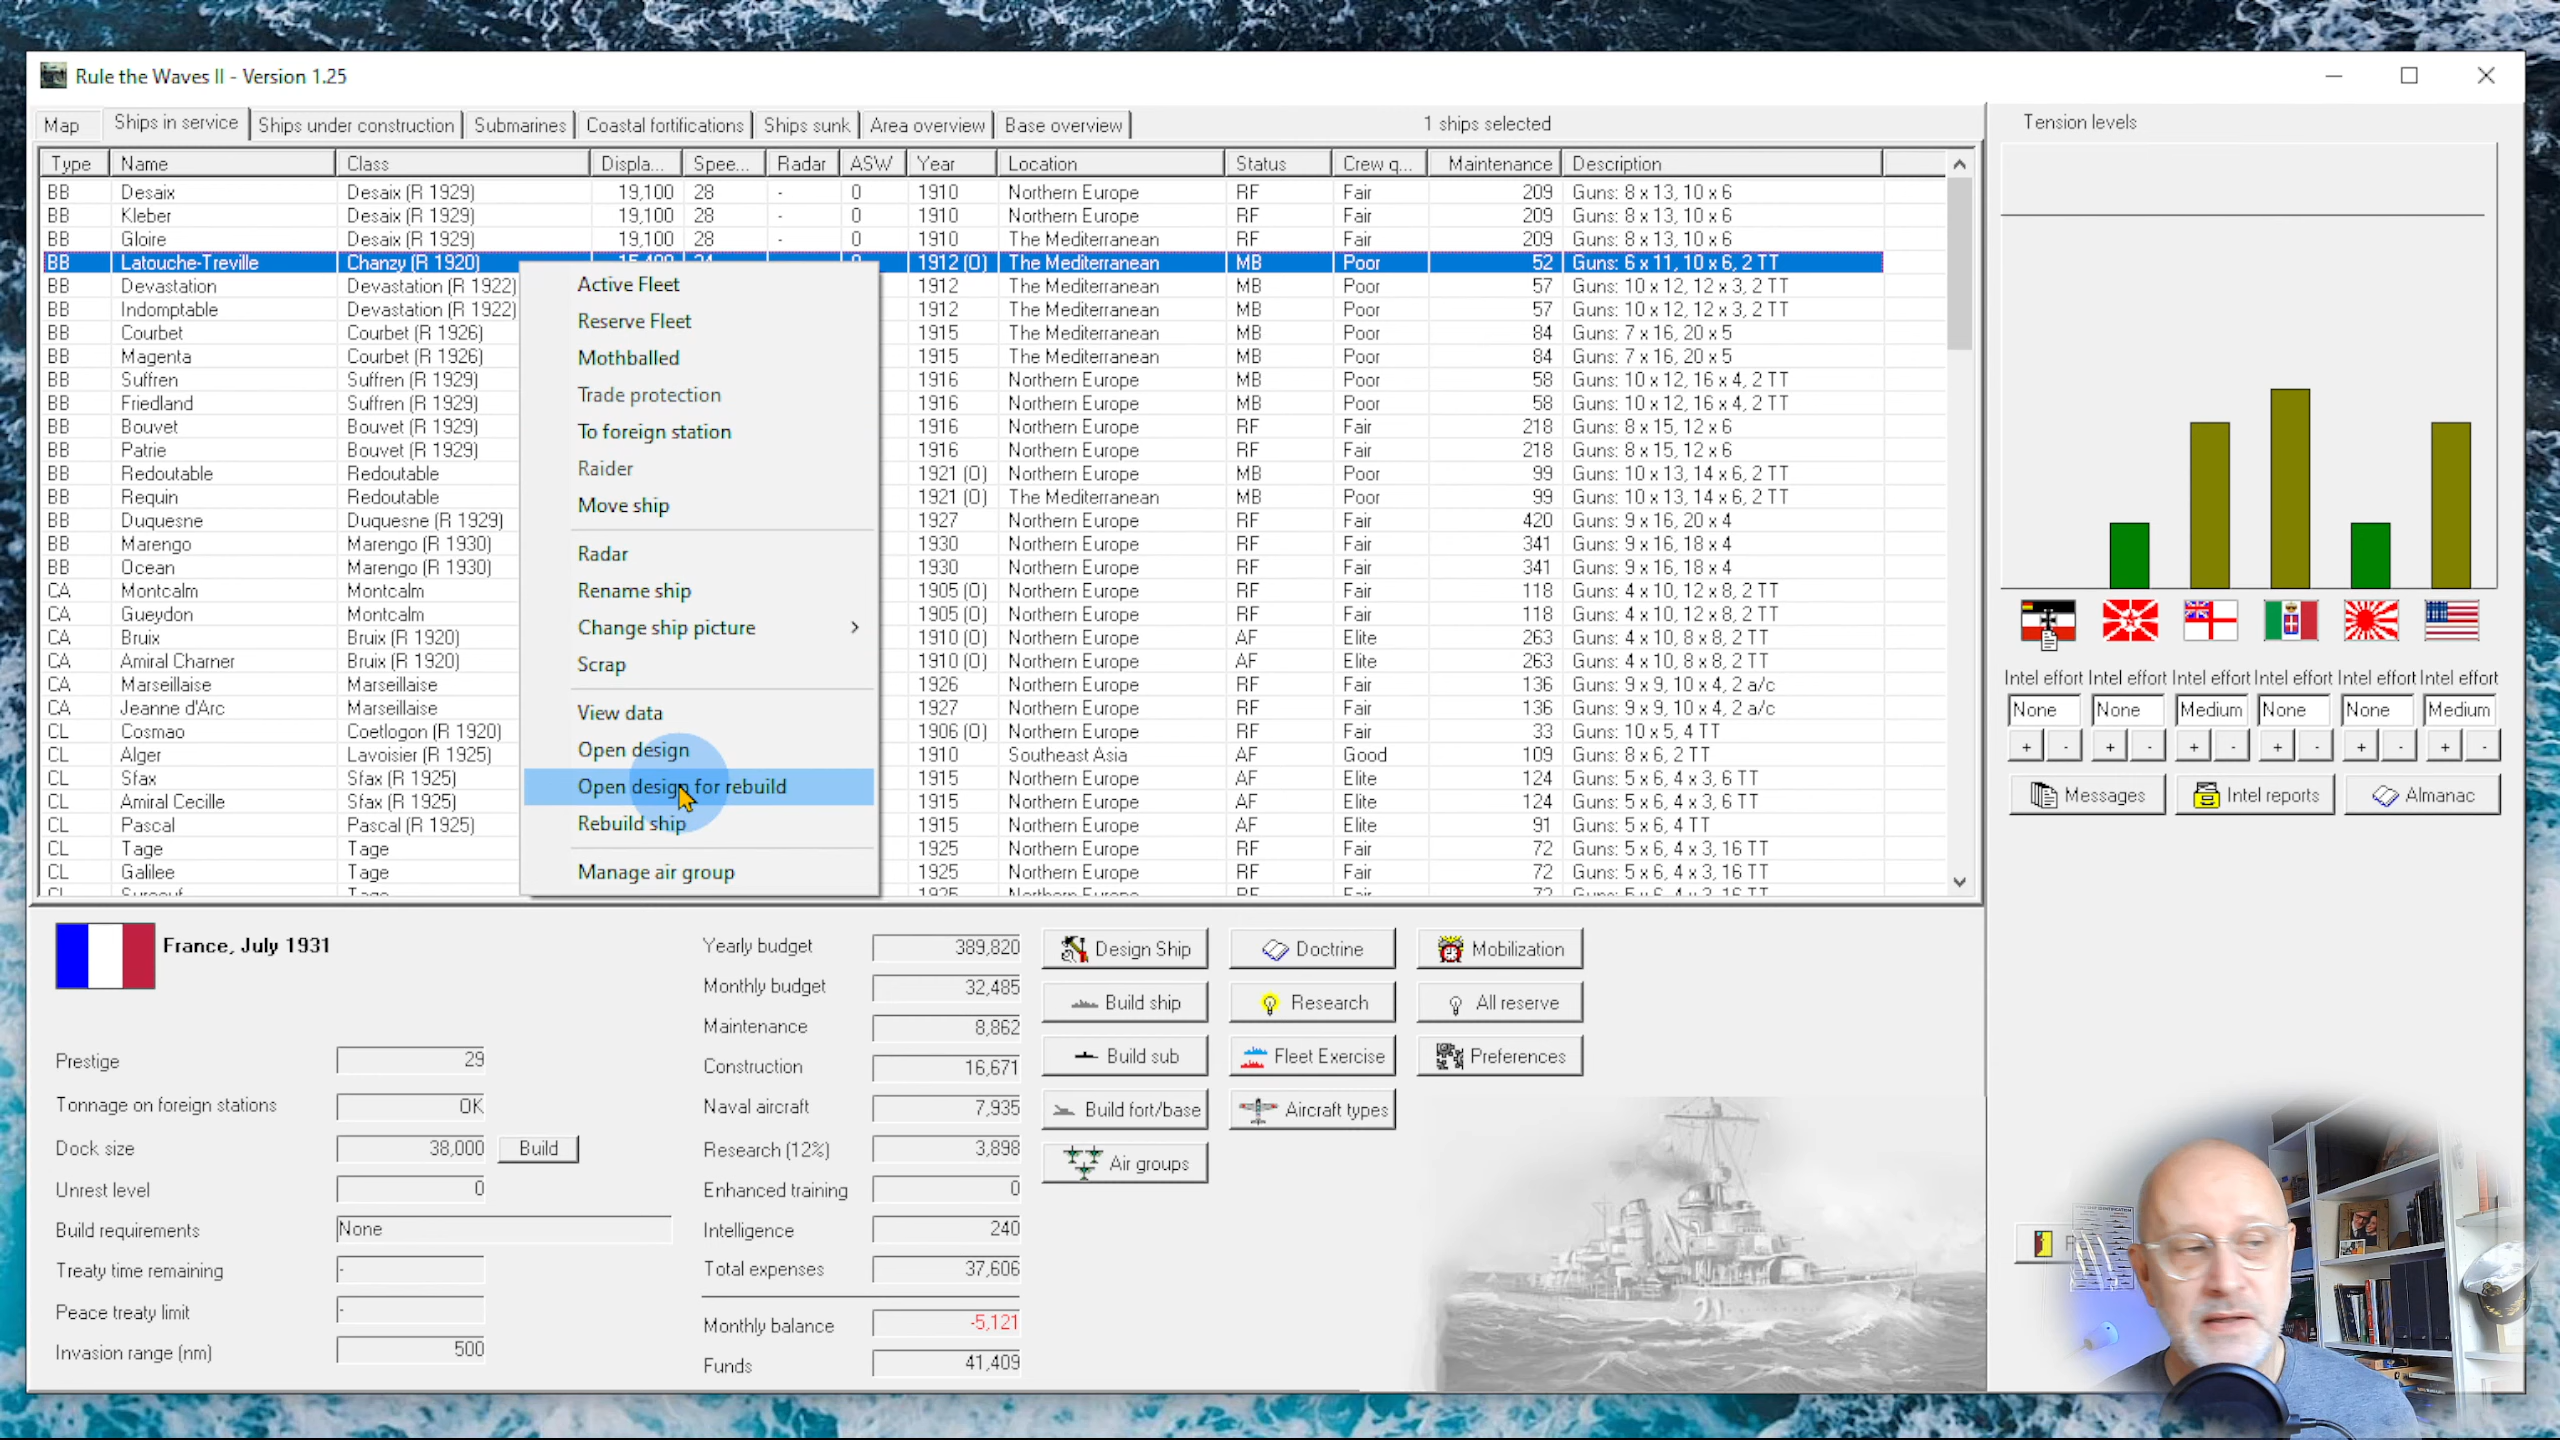 Rule the Waves II - Version 1.25
Map Ships in service Ships under construction Submarines Coastal fortifications Ships sunk Area overview Base overview 1 ships selected Tension levels
Type Name Class Displa... Spee... Radar ASW Year Location Status Crew q... Maintenance Description
BB Desaix Desaix (R 1929) 19,100 28 - 0 1910 Northern Europe RF Fair 209 Guns: 8 x 13, 10 x 6
BB Kleber Desaix (R 1929) 19,100 28 - 0 1910 Northern Europe RF Fair 209 Guns: 8 x 13, 10 x 6
BB Gloire Desaix (R 1929) 19,100 28 - 0 1910 The Mediterranean RF Fair 209 Guns: 8 x 13, 10 x 6
BB Latouche-Treville Chanzy (R 1920) 1912 (O) The Mediterranean MB Poor 52 Guns: 6 x 11, 10 x 6, 2 TT
BB Devastation Devastation (R 1922) 1912 The Mediterranean MB Poor 57 Guns: 10 x 12, 12 x 3, 2 TT
BB Indomptable Devastation (R 1922) 1912 The Mediterranean MB Poor 57 Guns: 10 x 12, 12 x 3, 2 TT
BB Courbet Courbet (R 1926) 1915 The Mediterranean MB Poor 84 Guns: 7 x 16, 20 x 5
BB Magenta Courbet (R 1926) 1915 The Mediterranean MB Poor 84 Guns: 7 x 16, 20 x 5
BB Suffren Suffren (R 1929) 1916 Northern Europe MB Poor 58 Guns: 10 x 12, 16 x 4, 2 TT
BB Friedland Suffren (R 1929) 1916 Northern Europe MB Poor 58 Guns: 10 x 12, 16 x 4, 2 TT
BB Bouvet Bouvet (R 1929) 1916 Northern Europe RF Fair 218 Guns: 8 x 15, 12 x 6
BB Patrie Bouvet (R 1929) 1916 Northern Europe RF Fair 218 Guns: 8 x 15, 12 x 6
BB Redoutable Redoutable 1921 (O) Northern Europe MB Poor 99 Guns: 10 x 13, 14 x 6, 2 TT
BB Requin Redoutable 1921 (O) The Mediterranean MB Poor 99 Guns: 10 x 13, 14 x 6, 2 TT
BB Duquesne Duquesne (R 1929) 1927 Northern Europe RF Fair 420 Guns: 9 x 16, 20 x 4
BB Marengo Marengo (R 1930) 1930 Northern Europe RF Fair 341 Guns: 9 x 16, 18 x 4
BB Ocean Marengo (R 1930) 1930 Northern Europe RF Fair 341 Guns: 9 x 16, 18 x 4
CA Montcalm Montcalm 1905 (O) Northern Europe RF Fair 118 Guns: 4 x 10, 12 x 8, 2 TT
CA Gueydon Montcalm 1905 (O) Northern Europe RF Fair 118 Guns: 4 x 10, 12 x 8, 2 TT
CA Bruix Bruix (R 1920) 1910 (O) Northern Europe AF Elite 263 Guns: 4 x 10, 8 x 8, 2 TT
CA Amiral Charner Bruix (R 1920) 1910 (O) Northern Europe AF Elite 263 Guns: 4 x 10, 8 x 8, 2 TT
CA Marseillaise Marseillaise 1926 Northern Europe RF Fair 136 Guns: 9 x 9, 10 x 4, 2 a/c
CA Jeanne d'Arc Marseillaise 1927 Northern Europe RF Fair 136 Guns: 9 x 9, 10 x 4, 2 a/c
CL Cosmao Coetlogon (R 1920) 1906 (O) Northern Europe RF Fair 33 Guns: 10 x 5, 4 TT
CL Alger Lavoisier (R 1925) 1910 Southeast Asia AF Good 109 Guns: 8 x 6, 2 TT
CL Sfax Sfax (R 1925) 1915 Northern Europe AF Elite 124 Guns: 5 x 6, 4 x 3, 6 TT
CL Amiral Cecille Sfax (R 1925) 1915 Northern Europe AF Elite 124 Guns: 5 x 6, 4 x 3, 6 TT
CL Pascal Pascal (R 1925) 1915 Northern Europe AF Elite 91 Guns: 5 x 6, 4 TT
CL Tage Tage 1925 Northern Europe RF Fair 72 Guns: 5 x 6, 4 x 3, 16 TT
CL Galilee Tage 1925 Northern Europe RF Fair 72 Guns: 5 x 6, 4 x 3, 16 TT
Active Fleet
Reserve Fleet
Mothballed
Trade protection
To foreign station
Raider
Move ship
Radar
Rename ship
Change ship picture
Scrap
View data
Open design
Open design for rebuild
Rebuild ship
Manage air group
Intel effort Intel effort Intel effort Intel effort Intel effort Intel effort
None None Medium None None Medium
+ - + - + - + - + - + -
Messages Intel reports Almanac
France, July 1931
Prestige 29
Tonnage on foreign stations OK
Dock size 38,000 Build
Unrest level 0
Build requirements None
Treaty time remaining -
Peace treaty limit -
Invasion range (nm) 500
Yearly budget 389,820
Monthly budget 32,485
Maintenance 8,862
Construction 16,671
Naval aircraft 7,935
Research (12%) 3,898
Enhanced training 0
Intelligence 240
Total expenses 37,606
Monthly balance -5,121
Funds 41,409
Design Ship Doctrine Mobilization
Build ship Research All reserve
Build sub Fleet Exercise Preferences
Build fort/base Aircraft types
Air groups